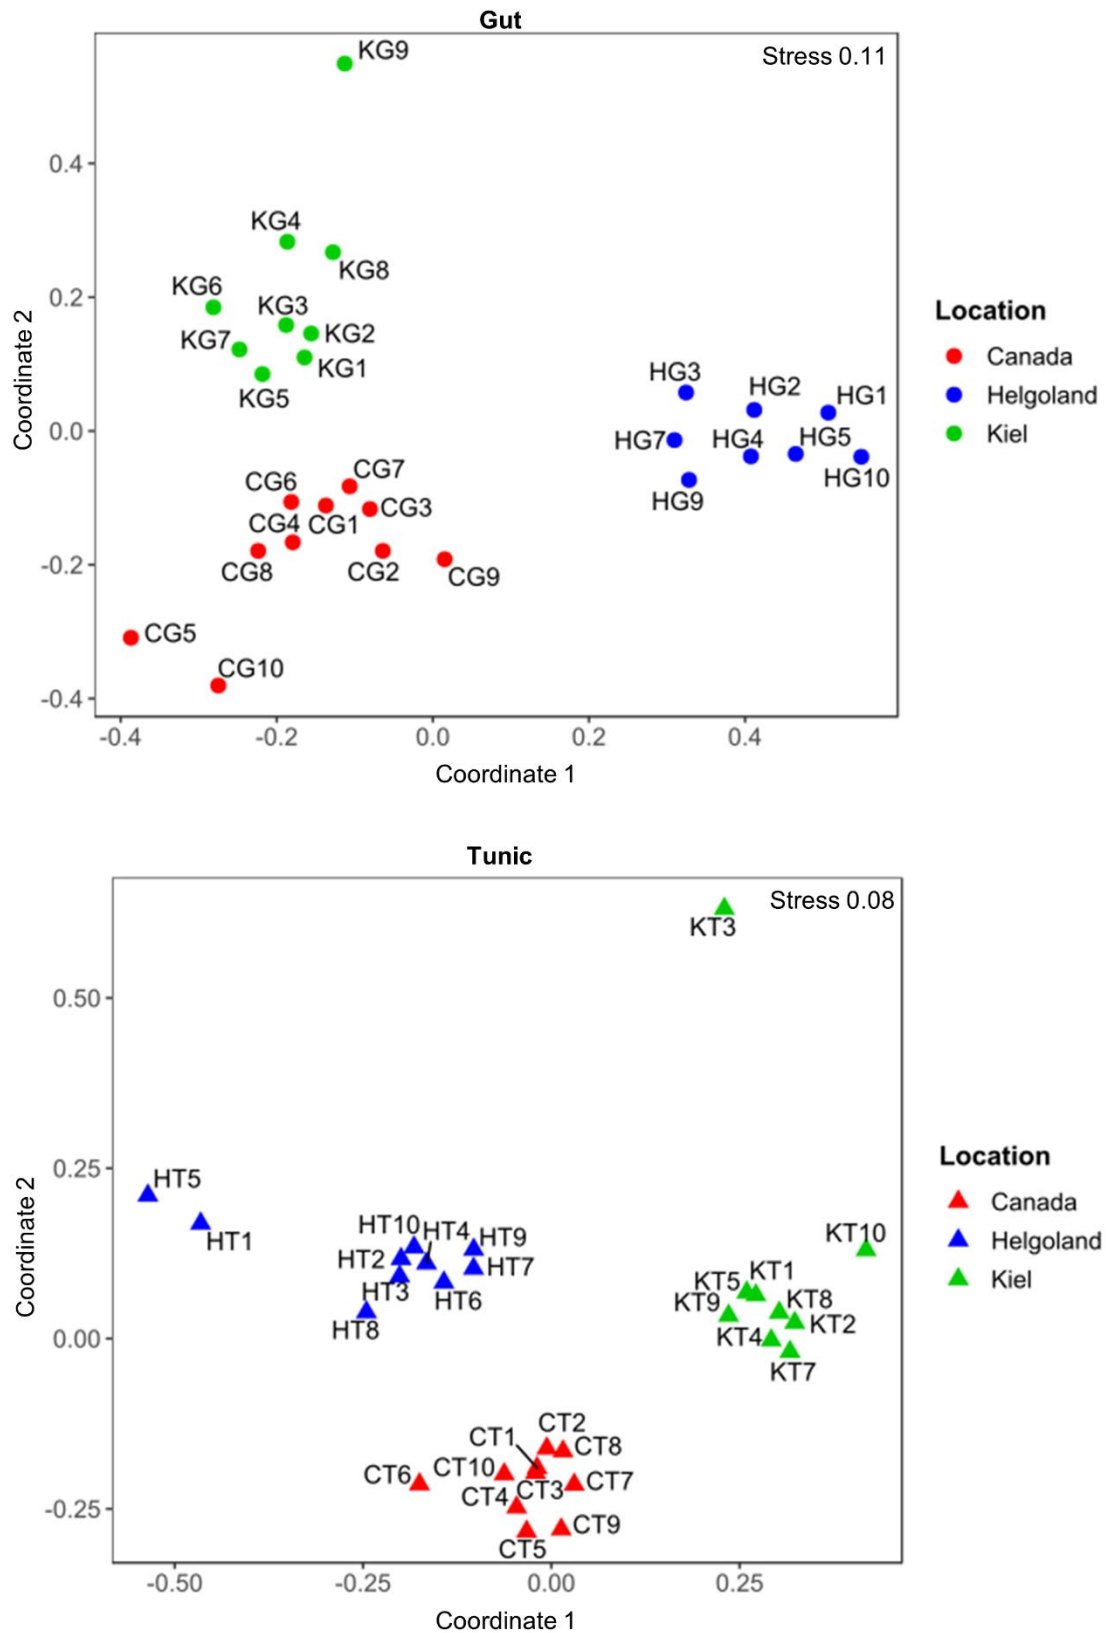 Gut
Stress 0.11
KG9
0.4
KG4
KG8
KG6
0.2
KG3
KG7
KG2
KG1
KG5
Coordinate 2
0.0
HG3
HG2
HG1
HG7
HG4
HG5
HG10
HG9
CG7
CG6
CG3
CG4
CG1
CG8
CG2
CG9
-0.2
CG5
CG10
-0.4
-0.4
-0.2
0.0
0.2
0.4
Coordinate 1
Location
Canada
Helgoland
Kiel
Tunic
Stress 0.08
KT3
0.50
0.25
HT5
HT1
HT10
HT4
HT9
HT2
HT7
HT3
HT6
HT8
KT10
KT5
KT1
KT9
KT8
KT2
KT4
KT7
Coordinate 2
0.00
CT2
CT1
CT8
CT10
CT6
CT7
CT4
CT3
CT9
CT5
-0.25
-0.50
-0.25
0.00
0.25
Coordinate 1
Location
Canada
Helgoland
Kiel